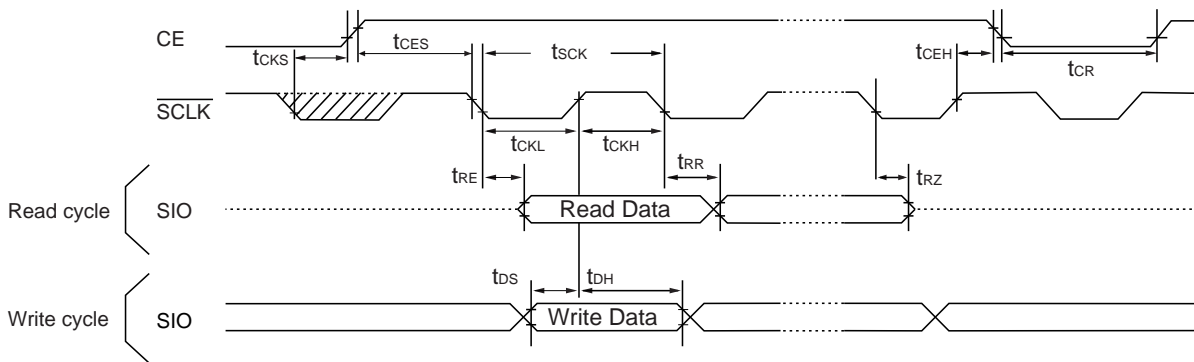 CE
tCKS
tCES
tSCK
tCEH
tCR
SCLK
tCKL
tCKH
tRE
tRR
tRZ
Read cycle
SIO
Read Data
tDS
tDH
Write cycle
SIO
Write Data